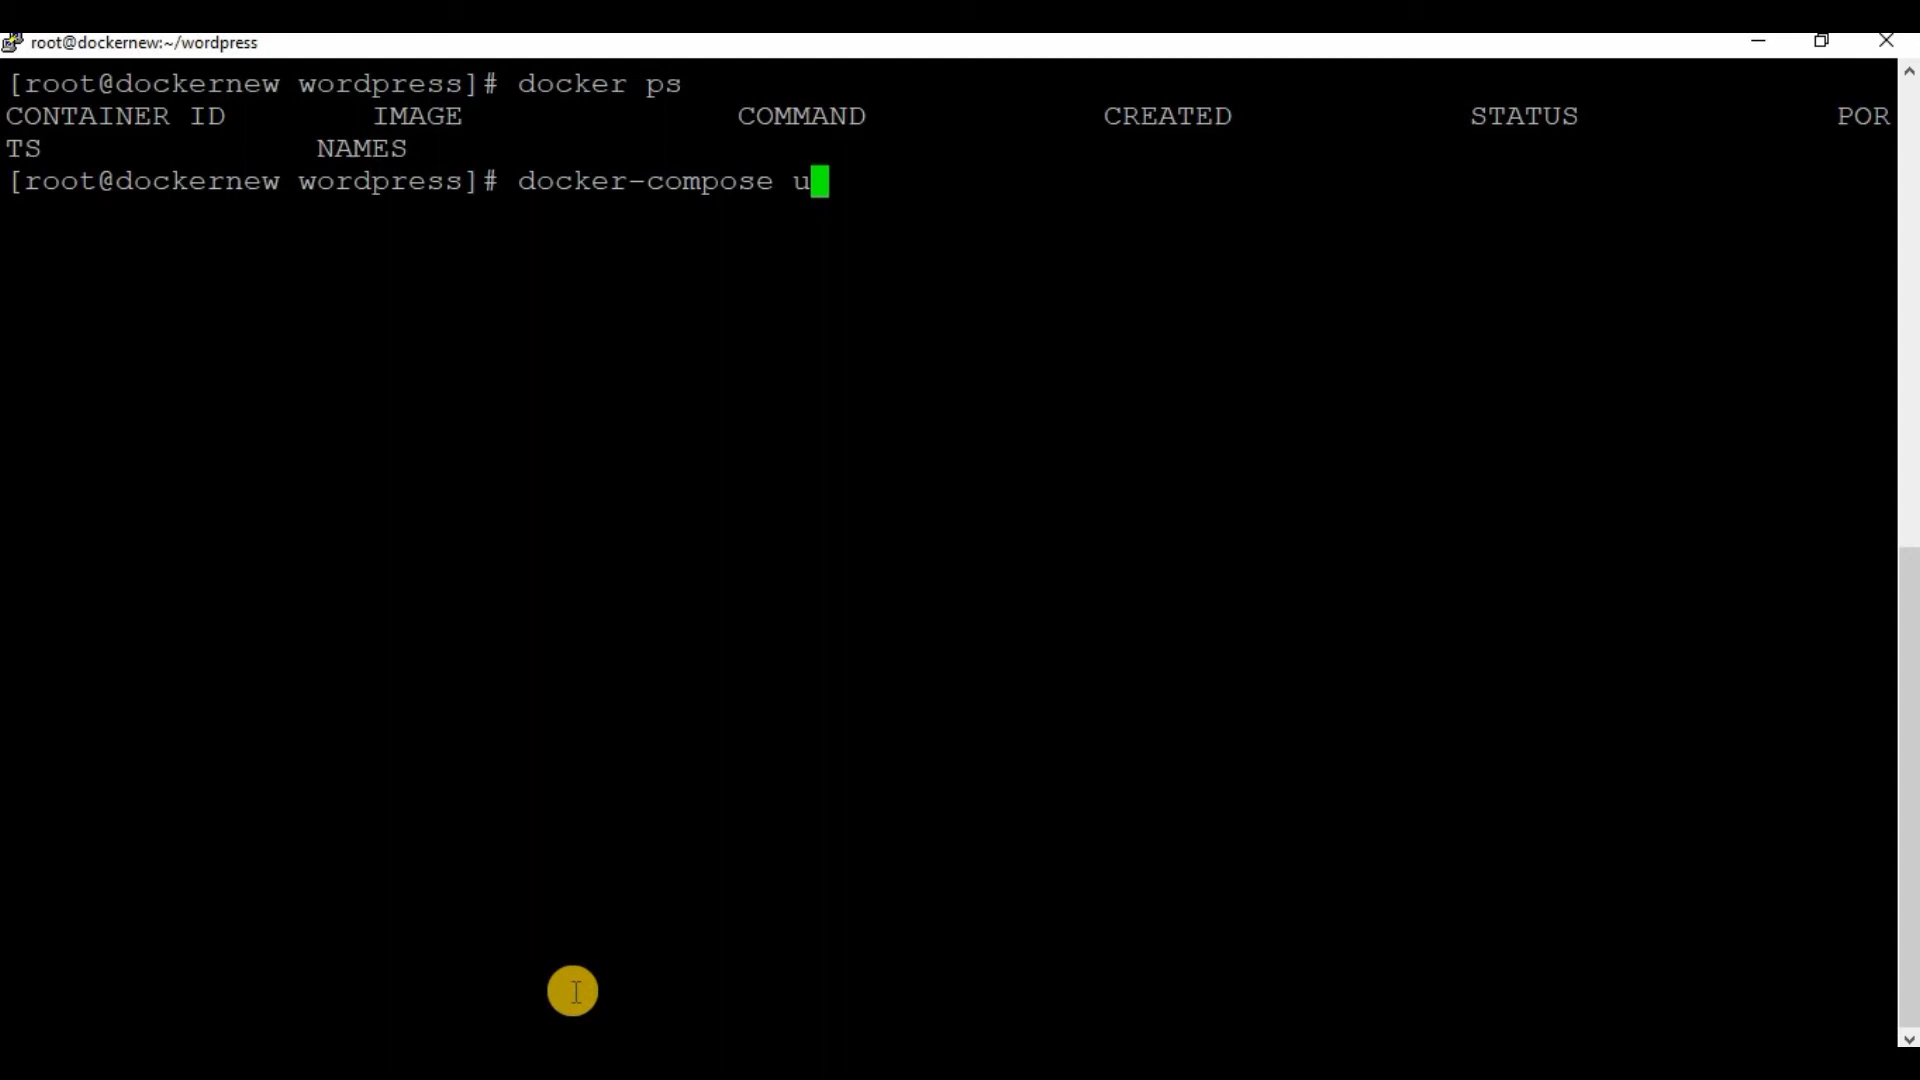 root@dockernew:~/wordpress
[root@dockernew wordpress]# docker ps
CONTAINER ID        IMAGE               COMMAND             CREATED             STATUS              POR
TS               NAMES
[root@dockernew wordpress]# docker-compose u